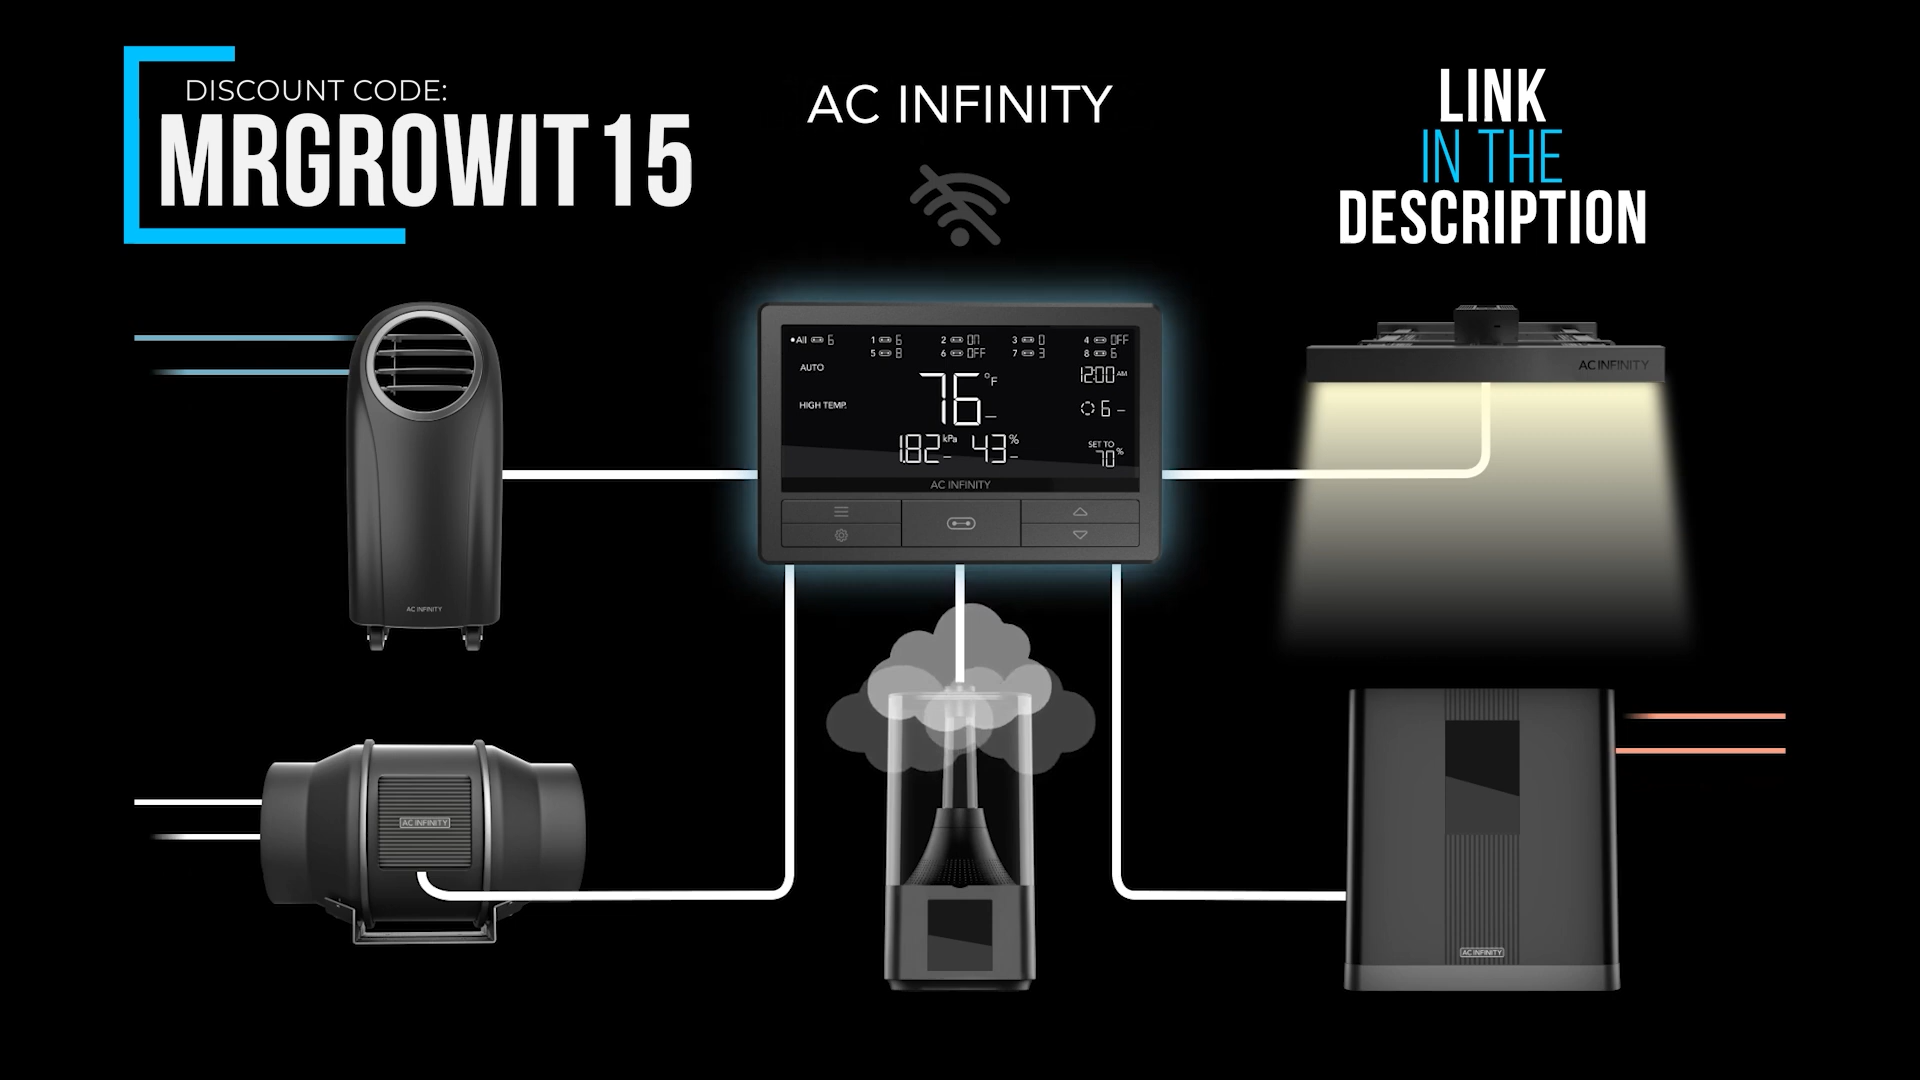 DISCOUNT CODE:
MRGROWIT15
AC INFINITY
LINK
IN THE
DESCRIPTION
•All 6 1 6 2 ON 3 0 4 OFF
5 8 6 OFF 7 3 8 6
AUTO
76 °F
12:00 AM
HIGH TEMP.
6 –
1.82 kPa 43 %
SET TO
70 %
AC INFINITY
AC INFINITY
AC INFINITY
AC INFINITY
AC INFINITY